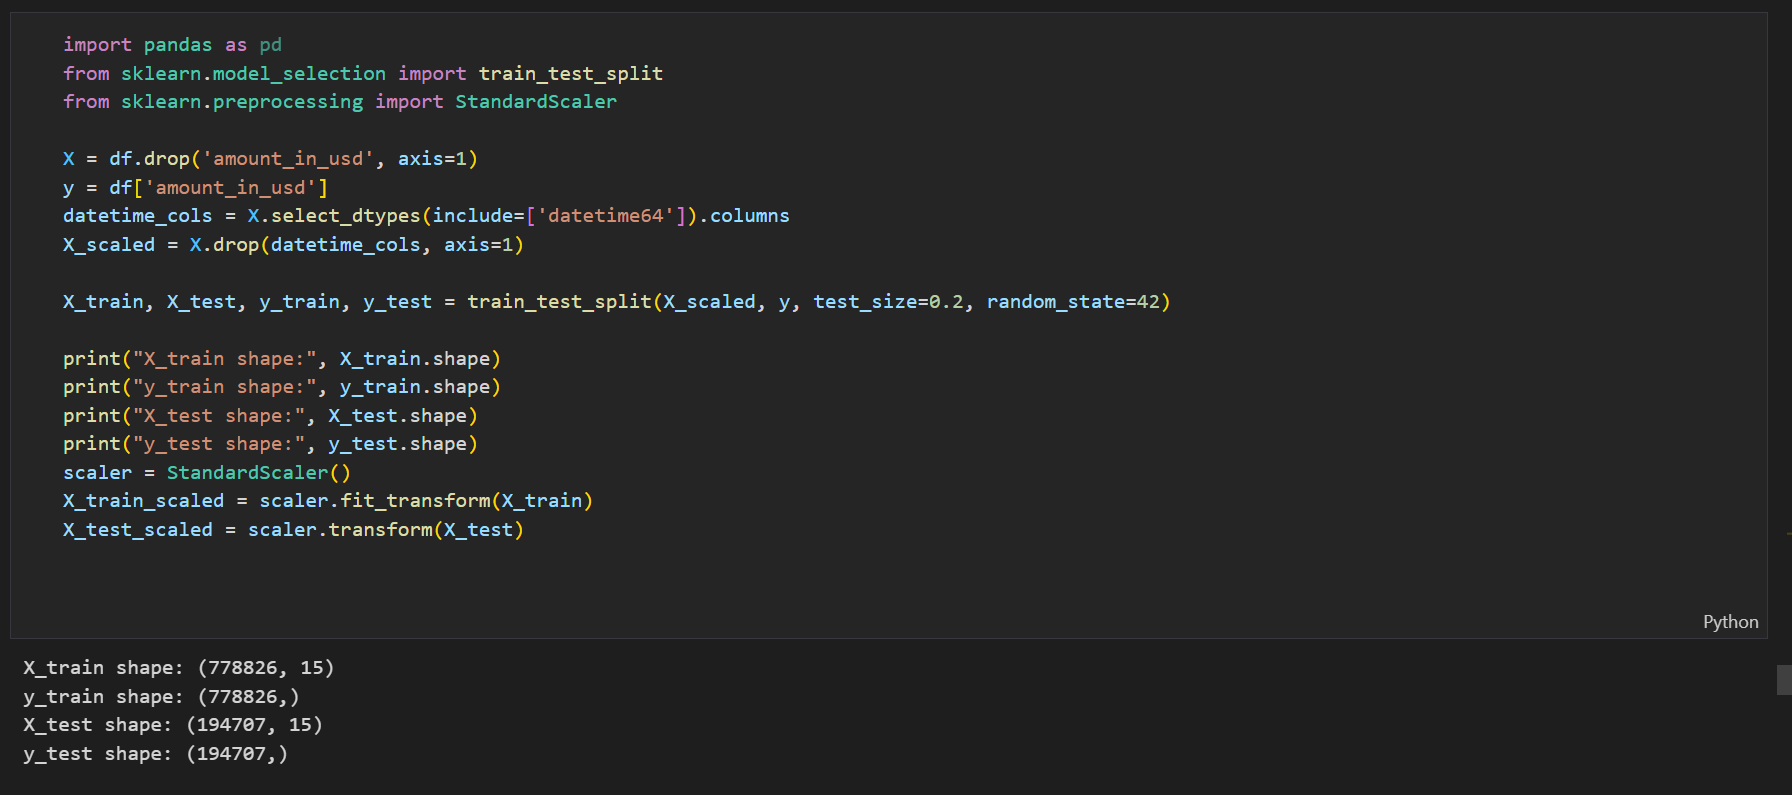 import pandas as pd
from sklearn.model_selection import train_test_split
from sklearn.preprocessing import StandardScaler
X = df.drop('amount_in_usd', axis=1)
y = df['amount_in_usd']
datetime_cols = X.select_dtypes(include=['datetime64']).columns
X_scaled = X.drop(datetime_cols, axis=1)
X_train, X_test, y_train, y_test = train_test_split(X_scaled, y, test_size=0.2, random_state=42)
print("X_train shape:", X_train.shape)
print("y_train shape:", y_train.shape)
print("X_test shape:", X_test.shape)
print("y_test shape:", y_test.shape)
scaler = StandardScaler()
X_train_scaled = scaler.fit_transform(X_train)
X_test_scaled = scaler.transform(X_test)
Python
X_train shape: (778826, 15)
y_train shape: (778826,)
X_test shape: (194707, 15)
y_test shape: (194707,)